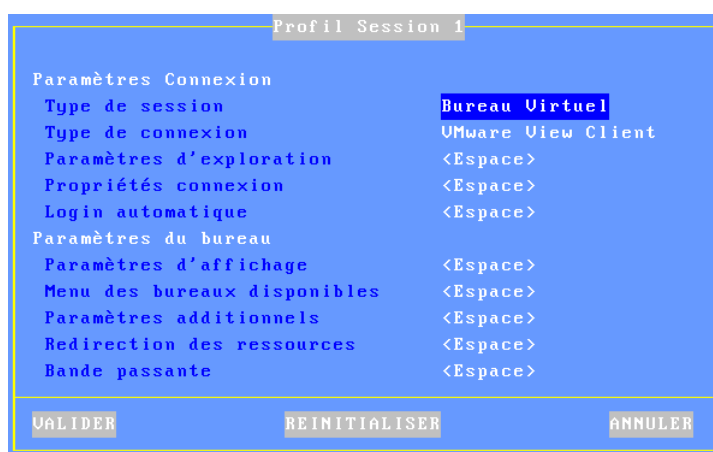 Profil Session 1
Paramètres Connexion
Type de session Bureau Virtuel
Type de connexion VMware View Client
Paramètres d'exploration <Espace>
Propriétés connexion <Espace>
Login automatique <Espace>
Paramètres du bureau
Paramètres d'affichage <Espace>
Menu des bureaux disponibles <Espace>
Paramètres additionnels <Espace>
Redirection des ressources <Espace>
Bande passante <Espace>
VALIDER REINITIALISER ANNULER